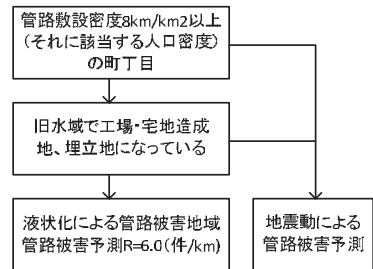 管路敷設密度8km/km2以上
(それに該当する人口密度)
の町丁目
旧水域で工場・宅地造成
地、埋立地になっている
液状化による管路被害地域
管路被害予測R=6.0(件/km)
地震動による
管路被害予測